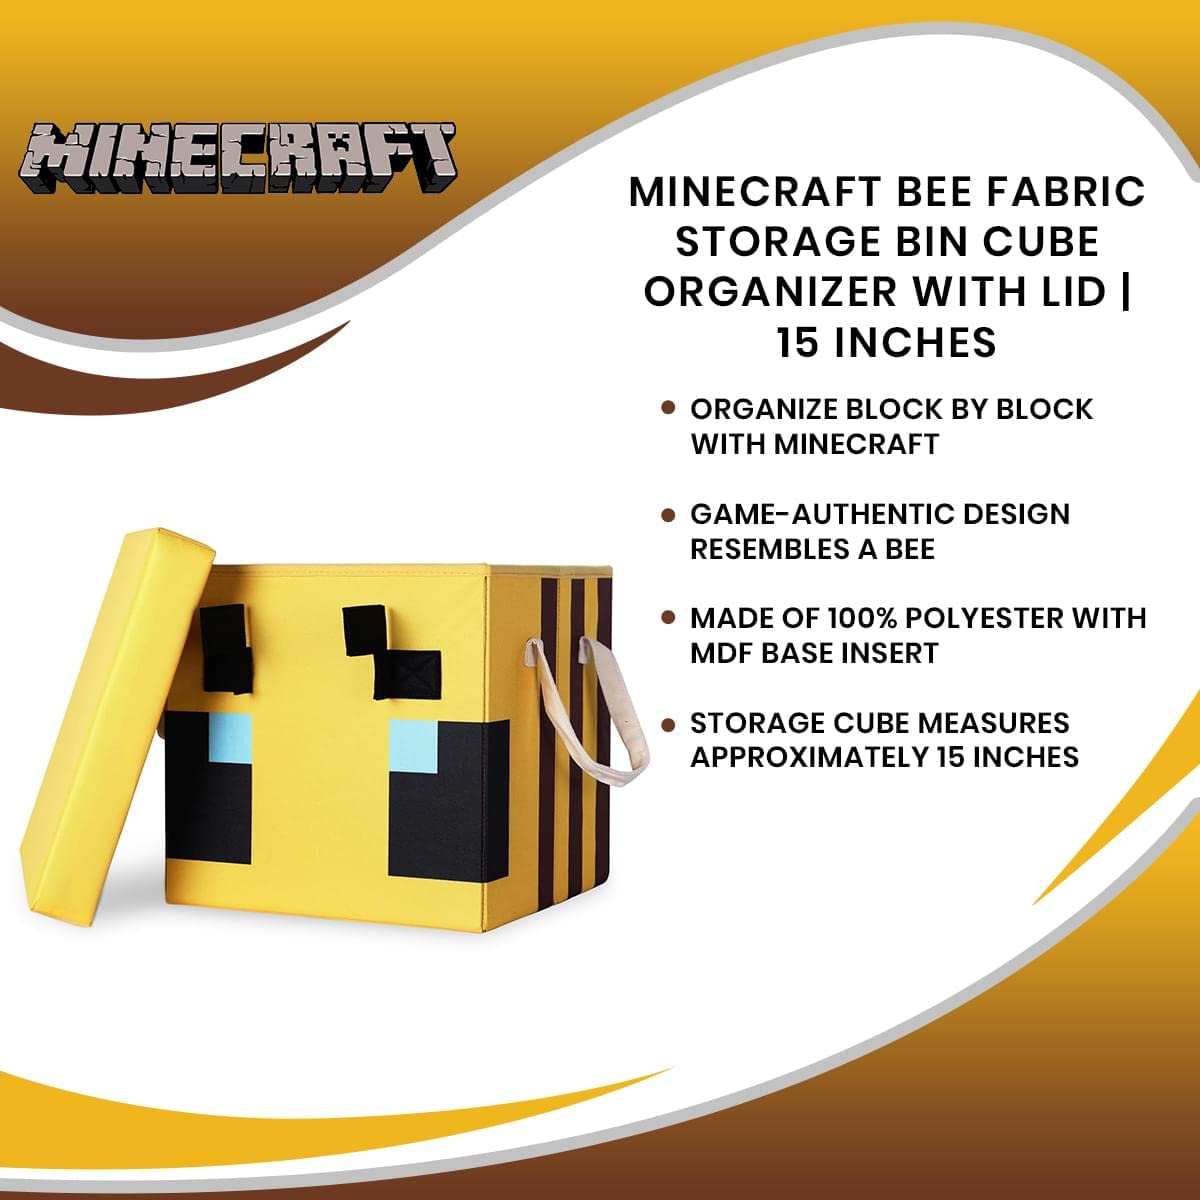 MINECRAFT
MINECRAFT BEE FABRIC
STORAGE BIN CUBE
ORGANIZER WITH LID |
15 INCHES
• ORGANIZE BLOCK BY BLOCK
WITH MINECRAFT
• GAME-AUTHENTIC DESIGN
RESEMBLES A BEE
• MADE OF 100% POLYESTER WITH
MDF BASE INSERT
• STORAGE CUBE MEASURES
APPROXIMATELY 15 INCHES